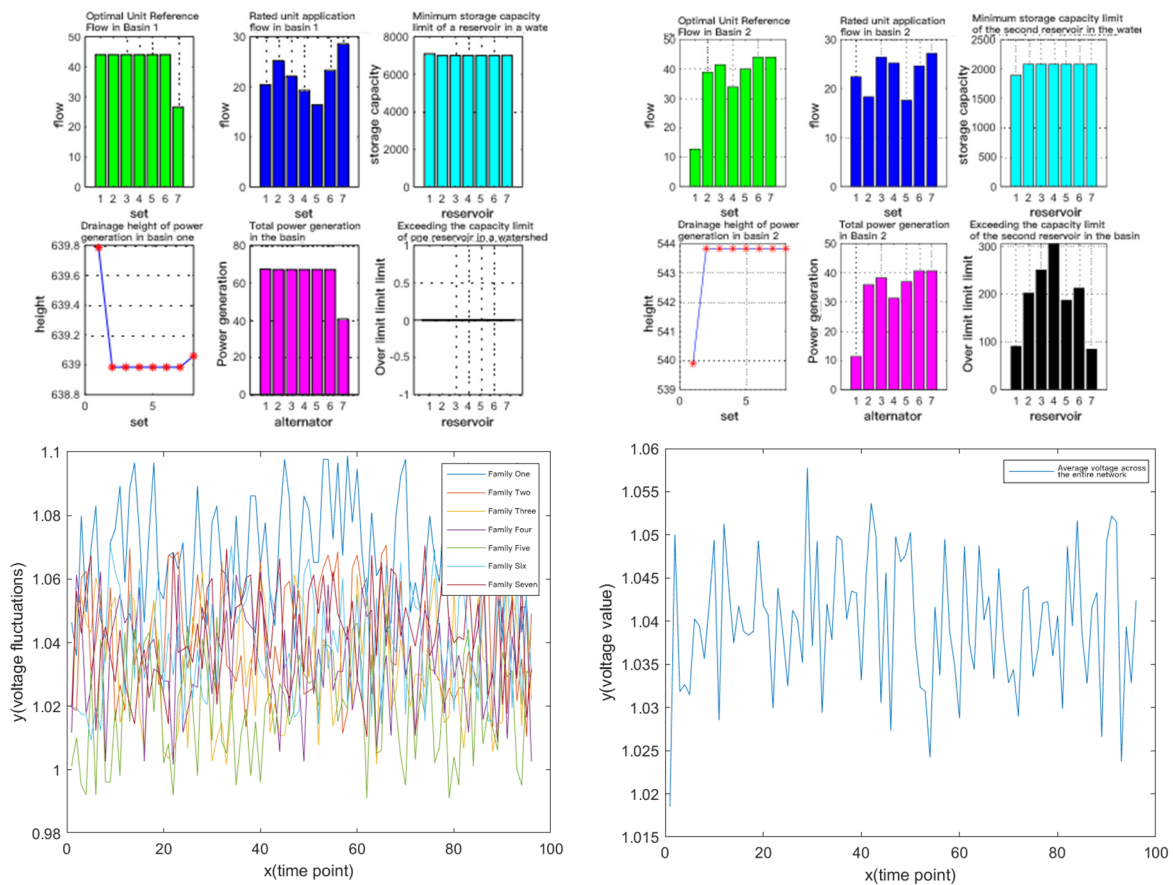 Optimal Unit Reference
Flow in Basin 1
50
40
30
20
10
0
flow
1 2 3 4 5 6 7
set
Rated unit application
flow in basin 1
30
20
10
0
flow
1 2 3 4 5 6 7
set
Minimum storage capacity
limit of a reservoir in a wate
8000
6000
4000
2000
0
storage capacity
1 2 3 4 5 6 7
reservoir
Optimal Unit Reference
Flow in Basin 2
50
40
30
20
10
0
flow
1 2 3 4 5 6 7
set
Rated unit application
flow in basin 2
30
20
10
0
flow
1 2 3 4 5 6 7
set
Minimum storage capacity limit
of the second reservoir in the water
2500
2000
1500
1000
500
0
storage capacity
1 2 3 4 5 6 7
reservoir
Drainage height of power
generation in basin one
639.8
639.6
639.4
639.2
639
638.8
height
0 5
set
Total power generation
in the basin
80
60
40
20
0
Power generation
1 2 3 4 5 6 7
alternator
Exceeding the capacity limit
of one reservoir in a watershed
1
0.5
0
-0.5
-1
Over limit limit
1 2 3 4 5 6 7
reservoir
Drainage height of power
generation in basin 2
544
543
542
541
540
539
height
0 5
set
Total power generation
in Basin 2
50
40
30
20
10
0
Power generation
1 2 3 4 5 6 7
alternator
Exceeding the capacity limit
of the second reservoir in the basin
300
200
100
0
Over limit limit
1 2 3 4 5 6 7
reservoir
1.1
1.08
1.06
1.04
1.02
1
0.98
y(voltage fluctuations)
Family One
Family Two
Family Three
Family Four
Family Five
Family Six
Family Seven
0 20 40 60 80 100
x(time point)
1.06
1.055
1.05
1.045
1.04
1.035
1.03
1.025
1.02
1.015
y(voltage value)
Average voltage across
the entire network
0 20 40 60 80 100
x(time point)